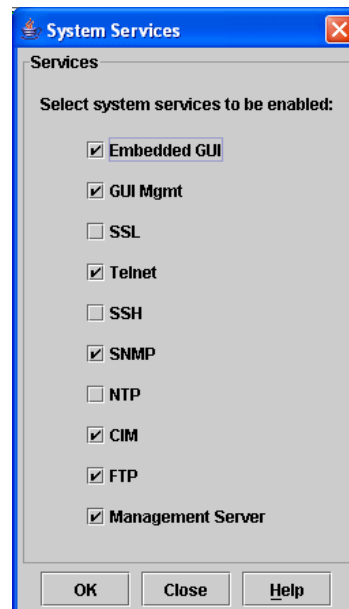 System Services
Services
Select system services to be enabled:
Embedded GUI
GUI Mgmt
SSL
Telnet
SSH
SNMP
NTP
CIM
FTP
Management Server
OK Close Help